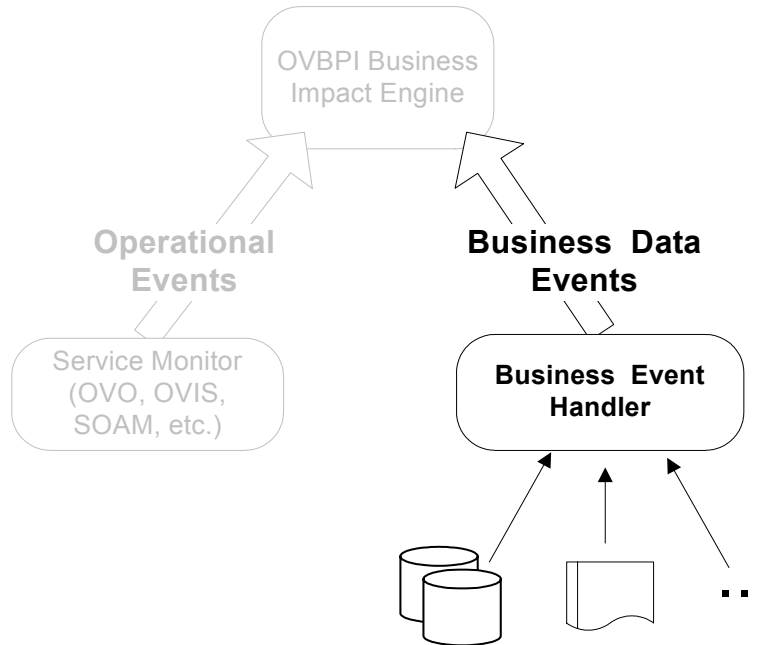 OVBPI Business
Impact Engine
Operational
Events
Business Data
Events
Service Monitor
(OVO, OVIS,
SOAM, etc.)
Business Event
Handler
..